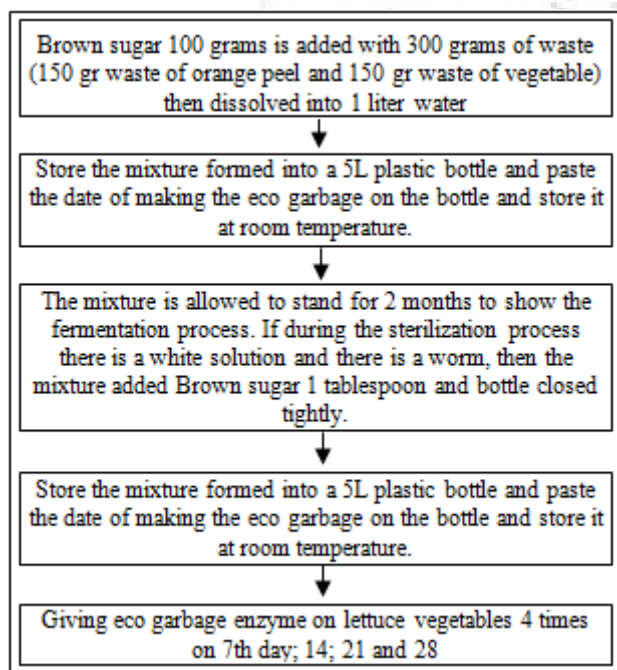 Brown sugar 100 grams is added with 300 grams of waste
(150 gr waste of orange peel and 150 gr waste of vegetable)
then dissolved into 1 liter water
Store the mixture formed into a 5L plastic bottle and paste
the date of making the eco garbage on the bottle and store it
at room temperature.
The mixture is allowed to stand for 2 months to show the
fermentation process. If during the sterilization process
there is a white solution and there is a worm, then the
mixture added Brown sugar 1 tablespoon and bottle closed
tightly.
Store the mixture formed into a 5L plastic bottle and paste
the date of making the eco garbage on the bottle and store it
at room temperature.
Giving eco garbage enzyme on lettuce vegetables 4 times
on 7th day; 14; 21 and 28